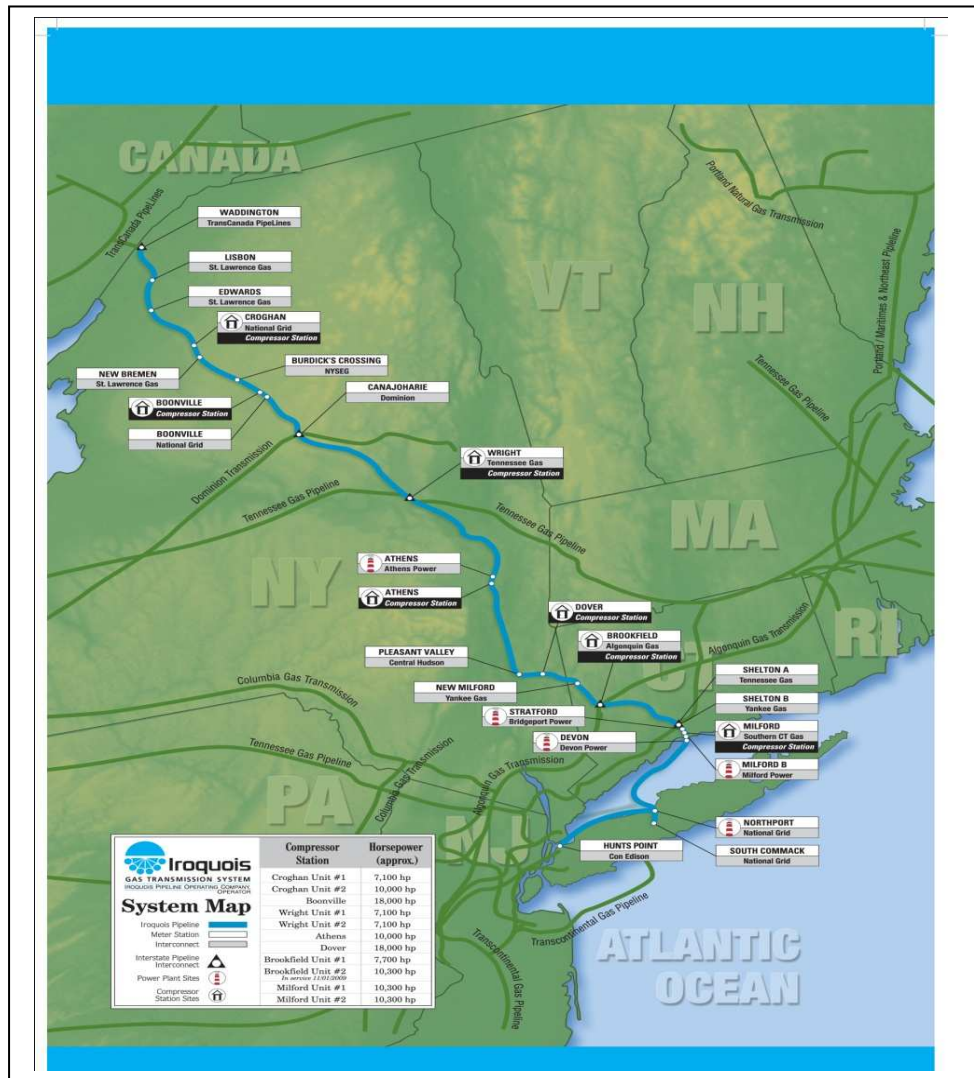 CANADA
TransCanada PipeLines
WADDINGTON
TransCanada PipeLines
LISBON
St. Lawrence Gas
EDWARDS
St. Lawrence Gas
CROGHAN
National Grid
Compressor Station
NEW BREMEN
St. Lawrence Gas
BURDICK'S CROSSING
NYSEG
BOONVILLE
Compressor Station
CANAJOHARIE
Dominion
BOONVILLE
National Grid
VT
NH
Portland Natural Gas Transmission
Portland / Maritimes & Northeast Pipleline
Tennessee Gas Pipeline
Dominion Transmission
WRIGHT
Tennessee Gas
Compressor Station
Tennessee Gas Pipeline
Tennessee Gas Pipeline
MA
NY
ATHENS
Athens Power
ATHENS
Compressor Station
DOVER
Compressor Station
BROOKFIELD
Algonquin Gas
Compressor Station
RI
CT
Algonquin Gas Transmission
PLEASANT VALLEY
Central Hudson
NEW MILFORD
Yankee Gas
SHELTON A
Tennessee Gas
SHELTON B
Yankee Gas
STRATFORD
Bridgeport Power
MILFORD
Southern CT Gas
Compressor Station
DEVON
Devon Power
MILFORD B
Milford Power
Columbia Gas Transmission
Tennessee Gas Pipeline
Columbia Gas Transmission
Algonquin Gas Transmission
PA
NJ
NORTHPORT
National Grid
HUNTS POINT
Con Edison
SOUTH COMMACK
National Grid
Transcontinental Gas Pipeline
Transcontinental Gas Pipeline
ATLANTIC
OCEAN
Iroquois
GAS TRANSMISSION SYSTEM
IROQUOIS PIPELINE OPERATING COMPANY,
OPERATOR
System Map
Iroquois Pipeline
Meter Station
Interconnect
Interstate Pipeline
Interconnect
Power Plant Sites
Compressor
Station Sites
Compressor Station Horsepower (approx.)
Croghan Unit #1 7,100 hp
Croghan Unit #2 10,000 hp
Boonville 18,000 hp
Wright Unit #1 7,100 hp
Wright Unit #2 7,100 hp
Athens 10,000 hp
Dover 18,000 hp
Brookfield Unit #1 7,700 hp
Brookfield Unit #2 10,300 hp
In service 11/01/2009
Milford Unit #1 10,300 hp
Milford Unit #2 10,300 hp